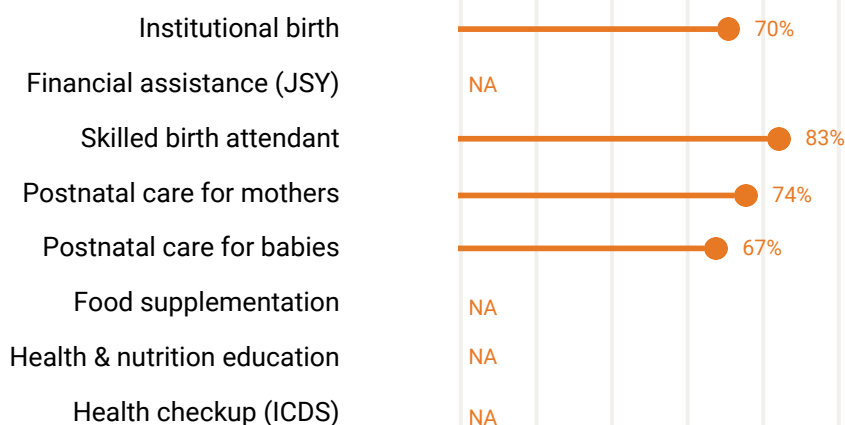 Institutional birth 70%
Financial assistance (JSY) NA
Skilled birth attendant 83%
Postnatal care for mothers 74%
Postnatal care for babies 67%
Food supplementation NA
Health & nutrition education NA
Health checkup (ICDS) NA